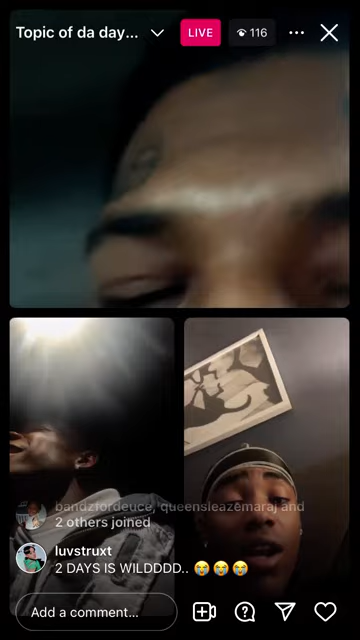 Topic of da day...
LIVE
116
bandzfordeuce, queensleazemaraj and
2 others joined
luvstruxt
2 DAYS IS WILDDDD.. 😭😭😭
Add a comment...